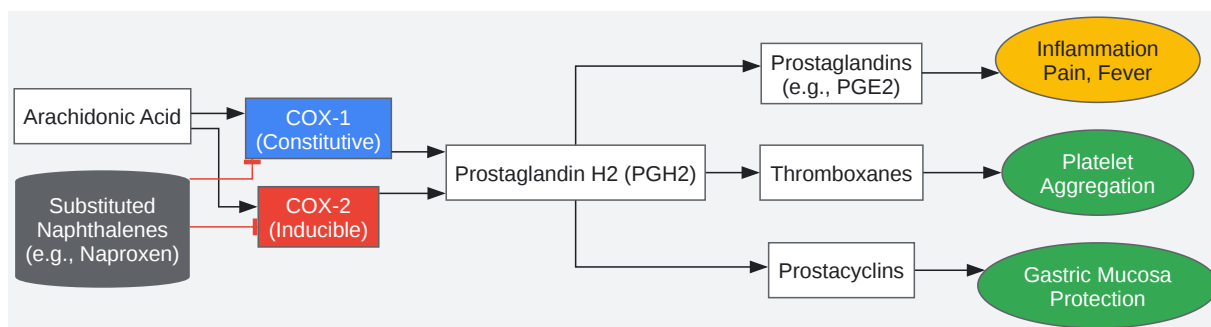 Arachidonic Acid
Substituted
Naphthalenes
(e.g., Naproxen)
COX-1
(Constitutive)
COX-2
(Inducible)
Prostaglandin H2 (PGH2)
Prostaglandins
(e.g., PGE2)
Thromboxanes
Prostacyclins
Inflammation
Pain, Fever
Platelet
Aggregation
Gastric Mucosa
Protection